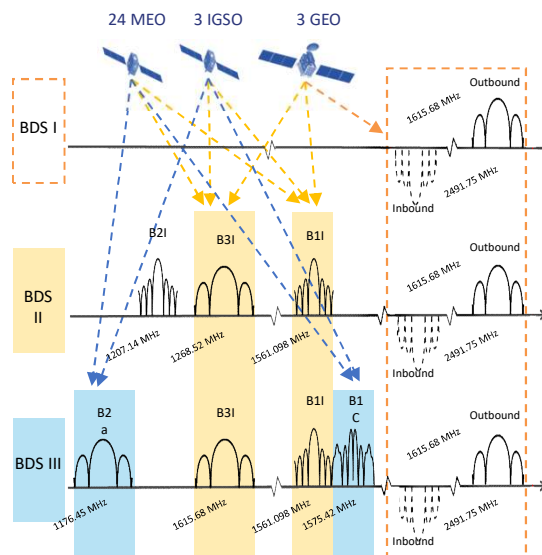 24 MEO
3 IGSO
3 GEO
BDS I
1615.68 MHz
Outbound
Inbound
2491.75 MHz
BDS
II
B2I
B3I
B1I
1615.68 MHz
Outbound
1207.14 MHz
1268.52 MHz
1561.098 MHz
Inbound
2491.75 MHz
BDS III
B2
a
B3I
B1I
B1
C
1615.68 MHz
Outbound
1176.45 MHz
1615.68 MHz
1561.098 MHz
1575.42 MHz
Inbound
2491.75 MHz